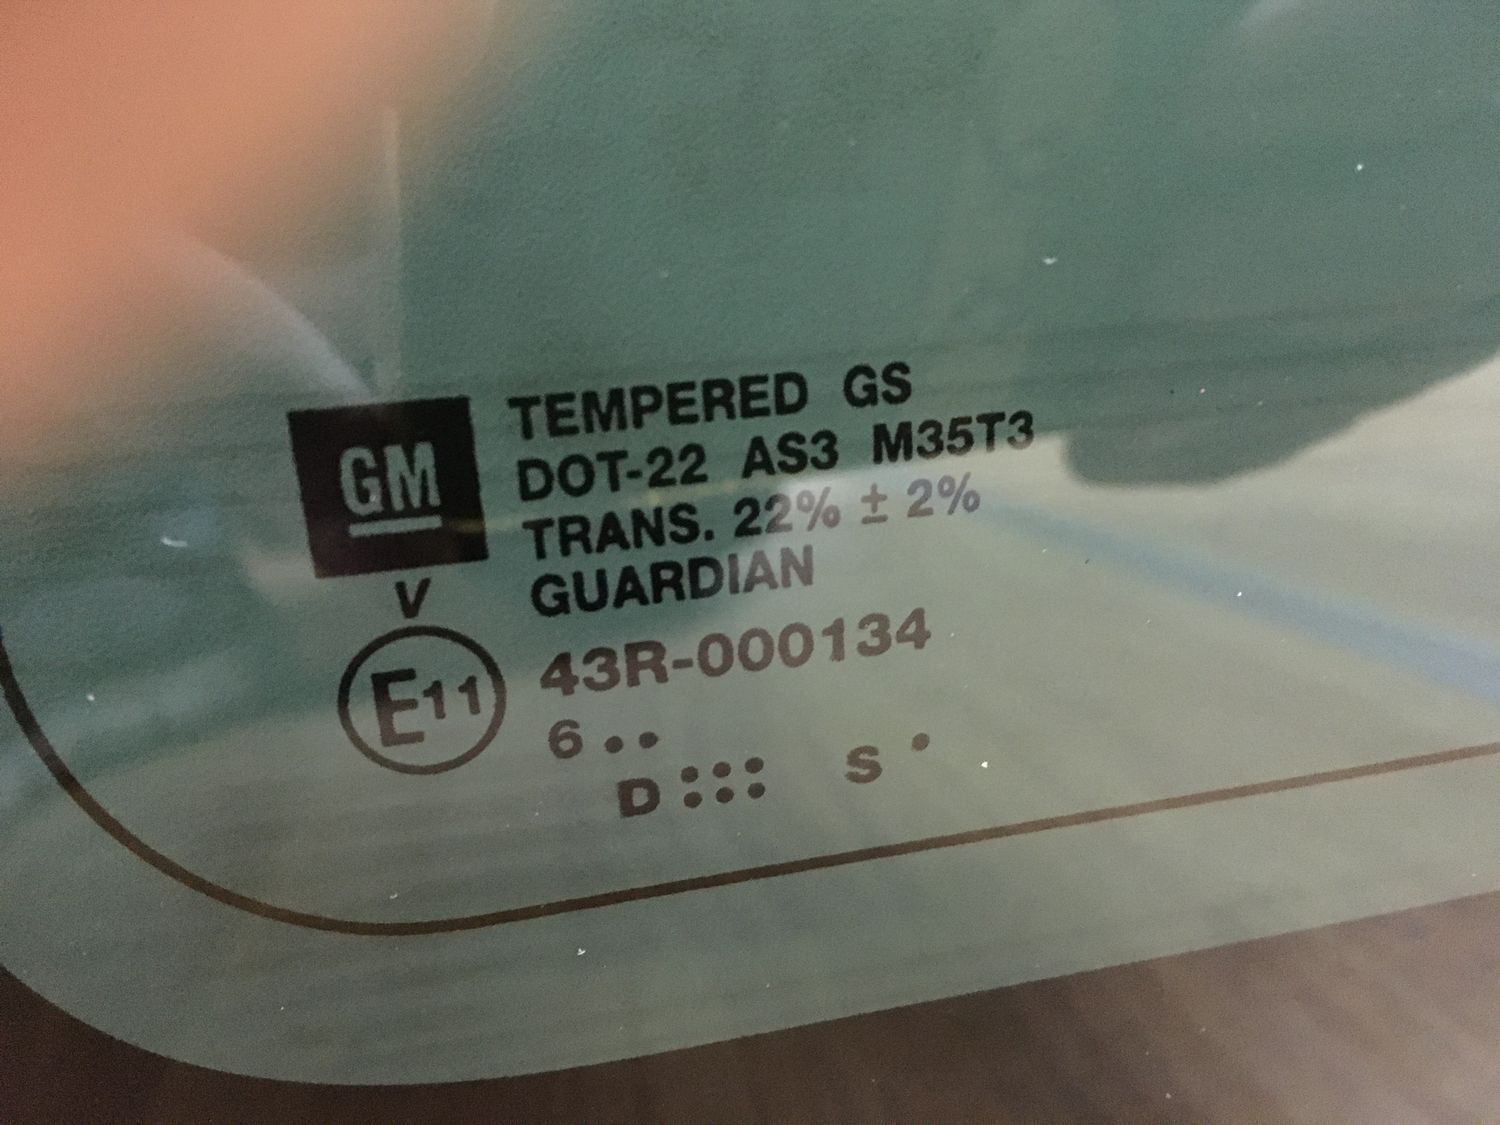 GM
TEMPERED GS
DOT-22 AS3 M35T3
TRANS. 22% ± 2%
GUARDIAN
V
E11
43R-000134
6 ••
D ⁝⁝⁝ S •